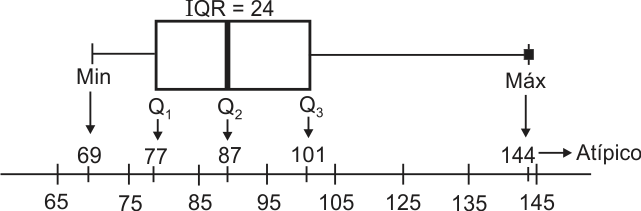 IQR = 24
Min
Máx
Q1 Q2 Q3
69 77 87 101 144 Atípico
65 75 85 95 105 125 135 145